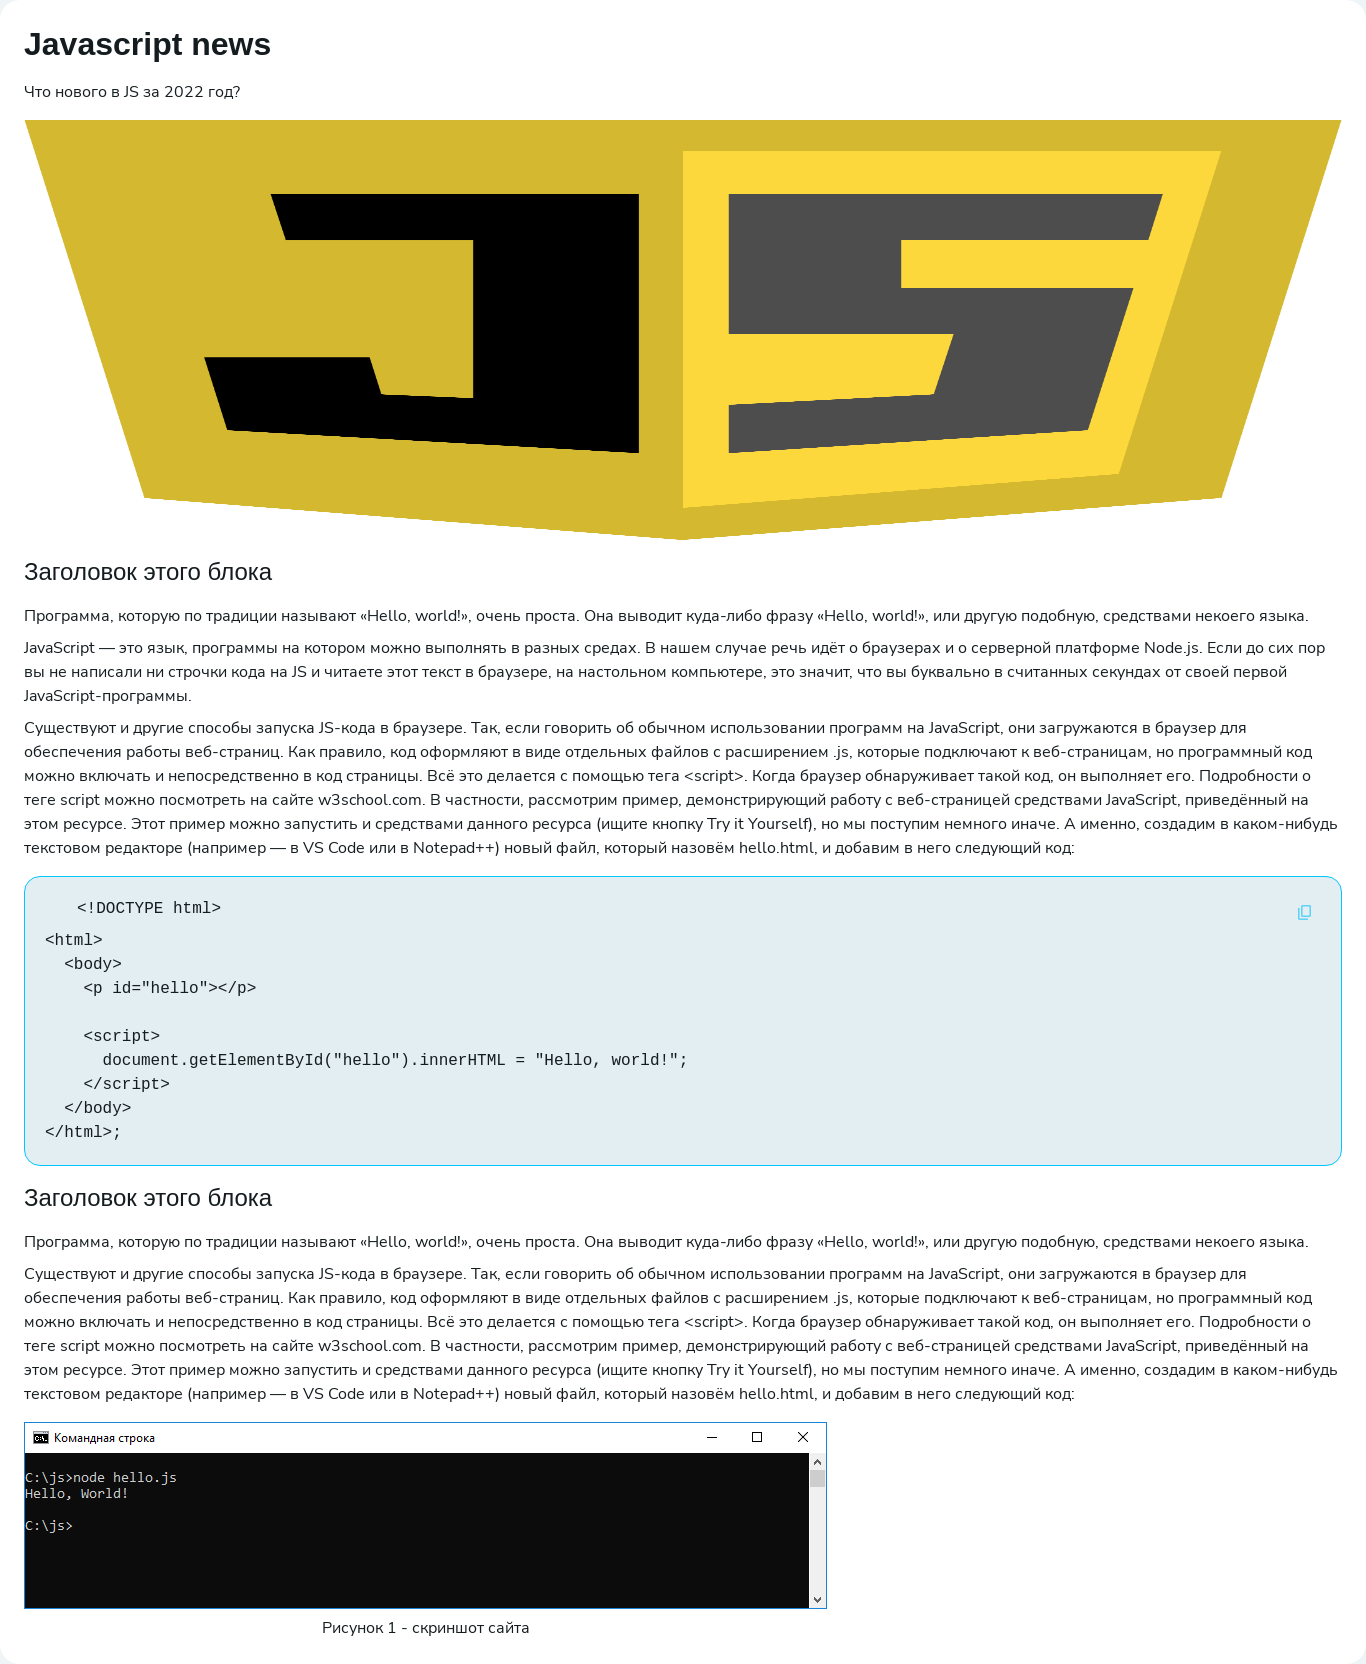 Javascript news
Что нового в JS за 2022 год?
JS
Заголовок этого блока
Программа, которую по традиции называют «Hello, world!», очень проста. Она выводит куда-либо фразу «Hello, world!», или другую подобную, средствами некоего языка.
JavaScript — это язык, программы на котором можно выполнять в разных средах. В нашем случае речь идёт о браузерах и о серверной платформе Node.js. Если до сих пор
вы не написали ни строчки кода на JS и читаете этот текст в браузере, на настольном компьютере, это значит, что вы буквально в считанных секундах от своей первой
JavaScript-программы.
Существуют и другие способы запуска JS-кода в браузере. Так, если говорить об обычном использовании программ на JavaScript, они загружаются в браузер для
обеспечения работы веб-страниц. Как правило, код оформляют в виде отдельных файлов с расширением .js, которые подключают к веб-страницам, но программный код
можно включать и непосредственно в код страницы. Всё это делается с помощью тега <script>. Когда браузер обнаруживает такой код, он выполняет его. Подробности о
теге script можно посмотреть на сайте w3school.com. В частности, рассмотрим пример, демонстрирующий работу с веб-страницей средствами JavaScript, приведённый на
этом ресурсе. Этот пример можно запустить и средствами данного ресурса (ищите кнопку Try it Yourself), но мы поступим немного иначе. А именно, создадим в каком-нибудь
текстовом редакторе (например — в VS Code или в Notepad++) новый файл, который назовём hello.html, и добавим в него следующий код:
<!DOCTYPE html>
<html>
  <body>
    <p id="hello"></p>
    <script>
      document.getElementById("hello").innerHTML = "Hello, world!";
    </script>
  </body>
</html>;
Заголовок этого блока
Программа, которую по традиции называют «Hello, world!», очень проста. Она выводит куда-либо фразу «Hello, world!», или другую подобную, средствами некоего языка.
Существуют и другие способы запуска JS-кода в браузере. Так, если говорить об обычном использовании программ на JavaScript, они загружаются в браузер для
обеспечения работы веб-страниц. Как правило, код оформляют в виде отдельных файлов с расширением .js, которые подключают к веб-страницам, но программный код
можно включать и непосредственно в код страницы. Всё это делается с помощью тега <script>. Когда браузер обнаруживает такой код, он выполняет его. Подробности о
теге script можно посмотреть на сайте w3school.com. В частности, рассмотрим пример, демонстрирующий работу с веб-страницей средствами JavaScript, приведённый на
этом ресурсе. Этот пример можно запустить и средствами данного ресурса (ищите кнопку Try it Yourself), но мы поступим немного иначе. А именно, создадим в каком-нибудь
текстовом редакторе (например — в VS Code или в Notepad++) новый файл, который назовём hello.html, и добавим в него следующий код:
Командная строка
C:\js>node hello.js
Hello, World!
C:\js>
Рисунок 1 - скриншот сайта